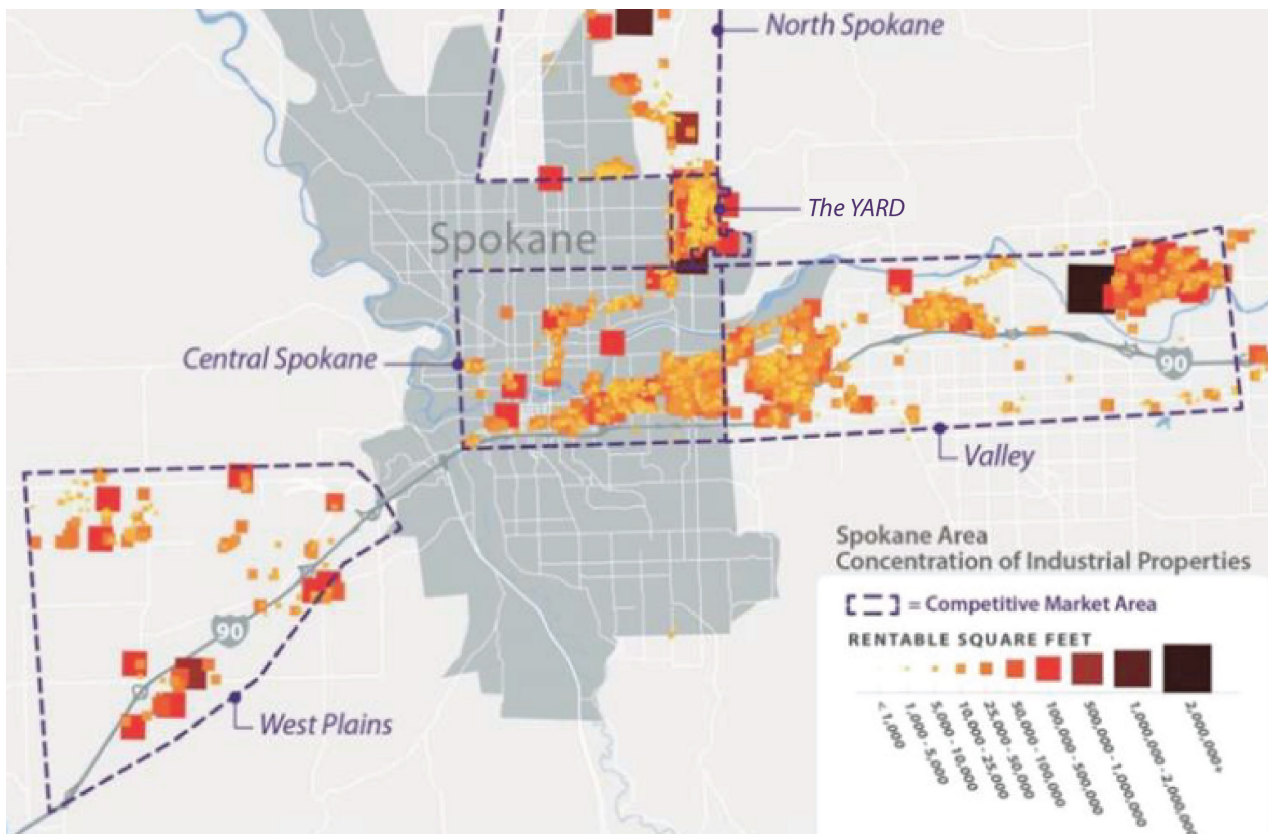 North Spokane
The YARD
Spokane
Central Spokane
90
Valley
90
West Plains
Spokane Area
Concentration of Industrial Properties
= Competitive Market Area
RENTABLE SQUARE FEET
< 1,000
1,000 - 5,000
5,000 - 10,000
10,000 - 25,000
25,000 - 50,000
50,000 - 100,000
100,000 - 500,000
500,000 - 1,000,000
1,000,000 - 2,000,000
2,000,000+